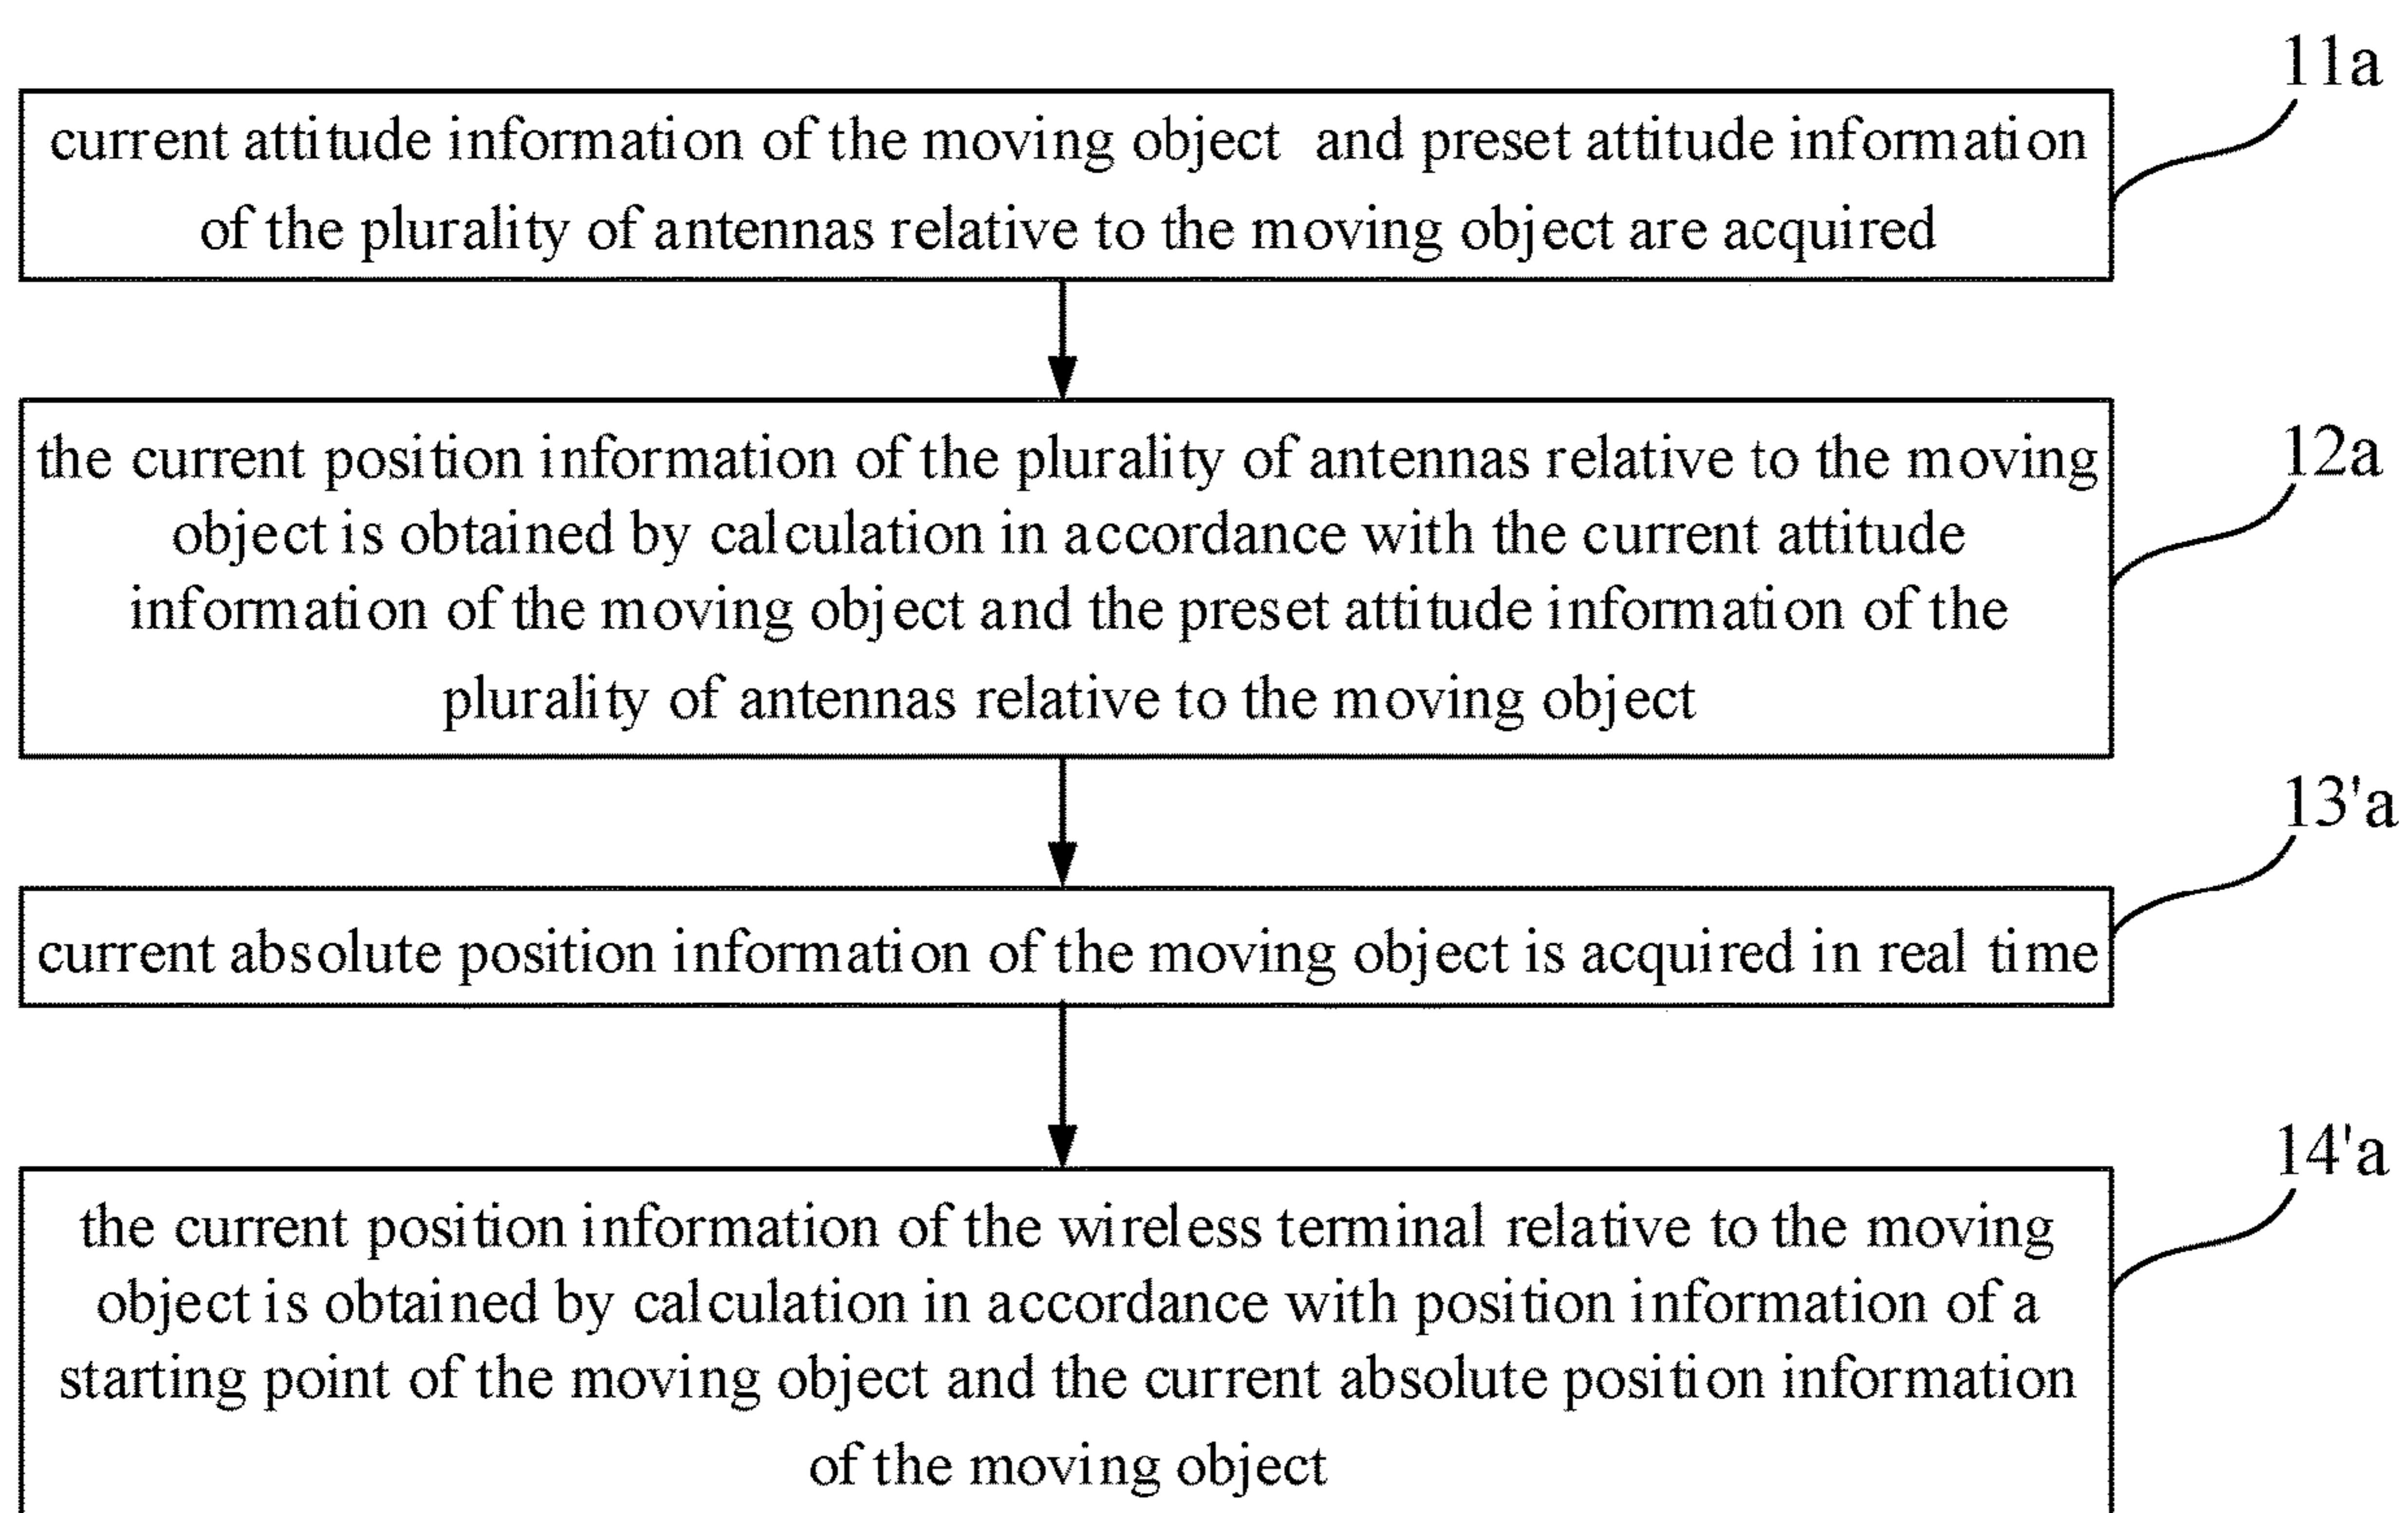 11a
current attitude information of the moving object and preset attitude information
of the plurality of antennas relative to the moving object are acquired
12a
the current position information of the plurality of antennas relative to the moving
object is obtained by calculation in accordance with the current attitude
information of the moving object and the preset attitude information of the
plurality of antennas relative to the moving object
13'a
current absolute position information of the moving object is acquired in real time
14'a
the current position information of the wireless terminal relative to the moving
object is obtained by calculation in accordance with position information of a
starting point of the moving object and the current absolute position information
of the moving object